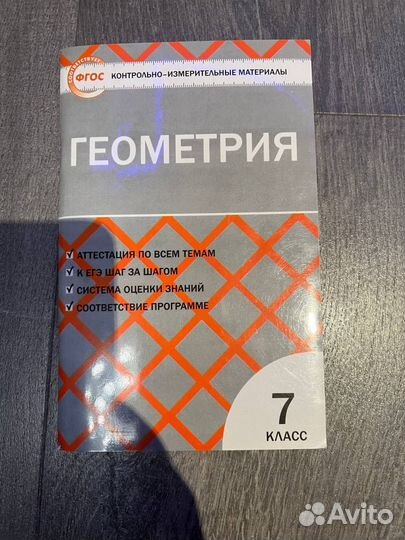 СООТВЕТСТВУЕТ
ФГОС
КОНТРОЛЬНО-ИЗМЕРИТЕЛЬНЫЕ МАТЕРИАЛЫ
ГЕОМЕТРИЯ
АТТЕСТАЦИЯ ПО ВСЕМ ТЕМАМ
К ЕГЭ ШАГ ЗА ШАГОМ
СИСТЕМА ОЦЕНКИ ЗНАНИЙ
СООТВЕТСТВИЕ ПРОГРАММЕ
7
КЛАСС
Avito